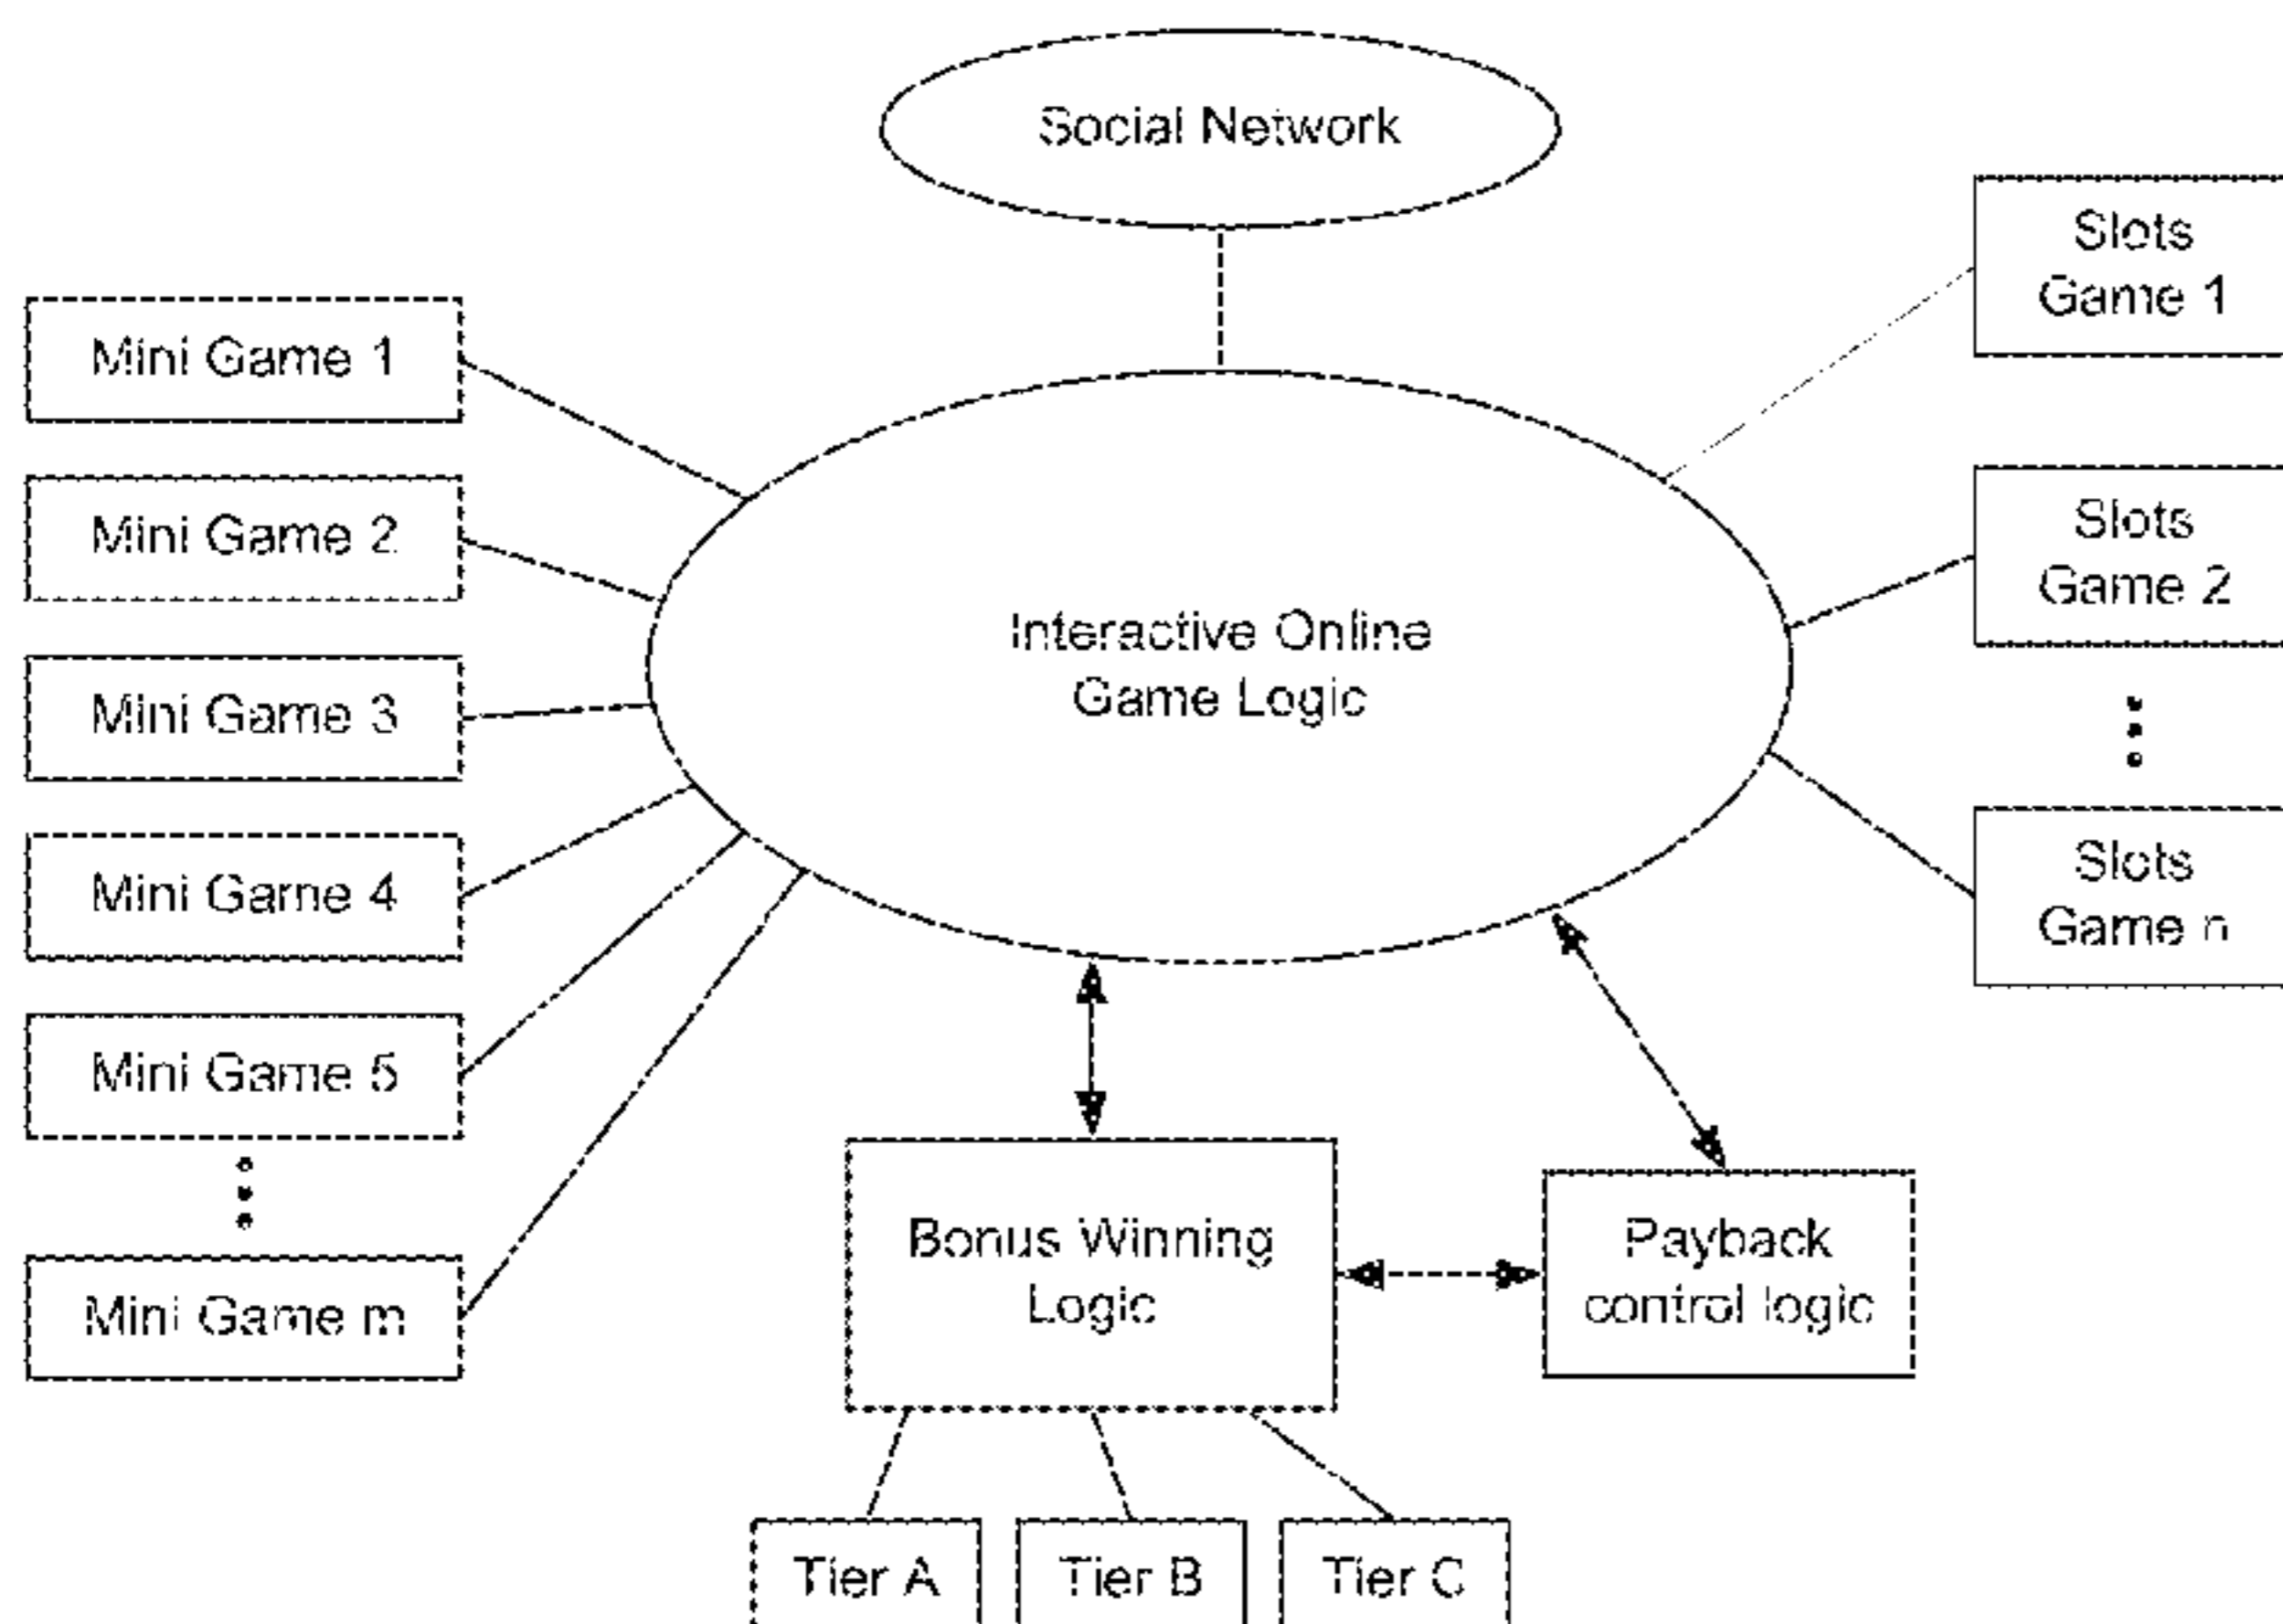 Social Network
Slots
Game 1
Mini Game 1
Slots
Game 2
Mini Game 2
Interactive Online
Game Logic
Mini Game 3
Slots
Game n
Mini Game 4
Mini Game 5
Bonus Winning
Logic
Payback
control logic
Mini Game m
Tier A
Tier B
Tier C